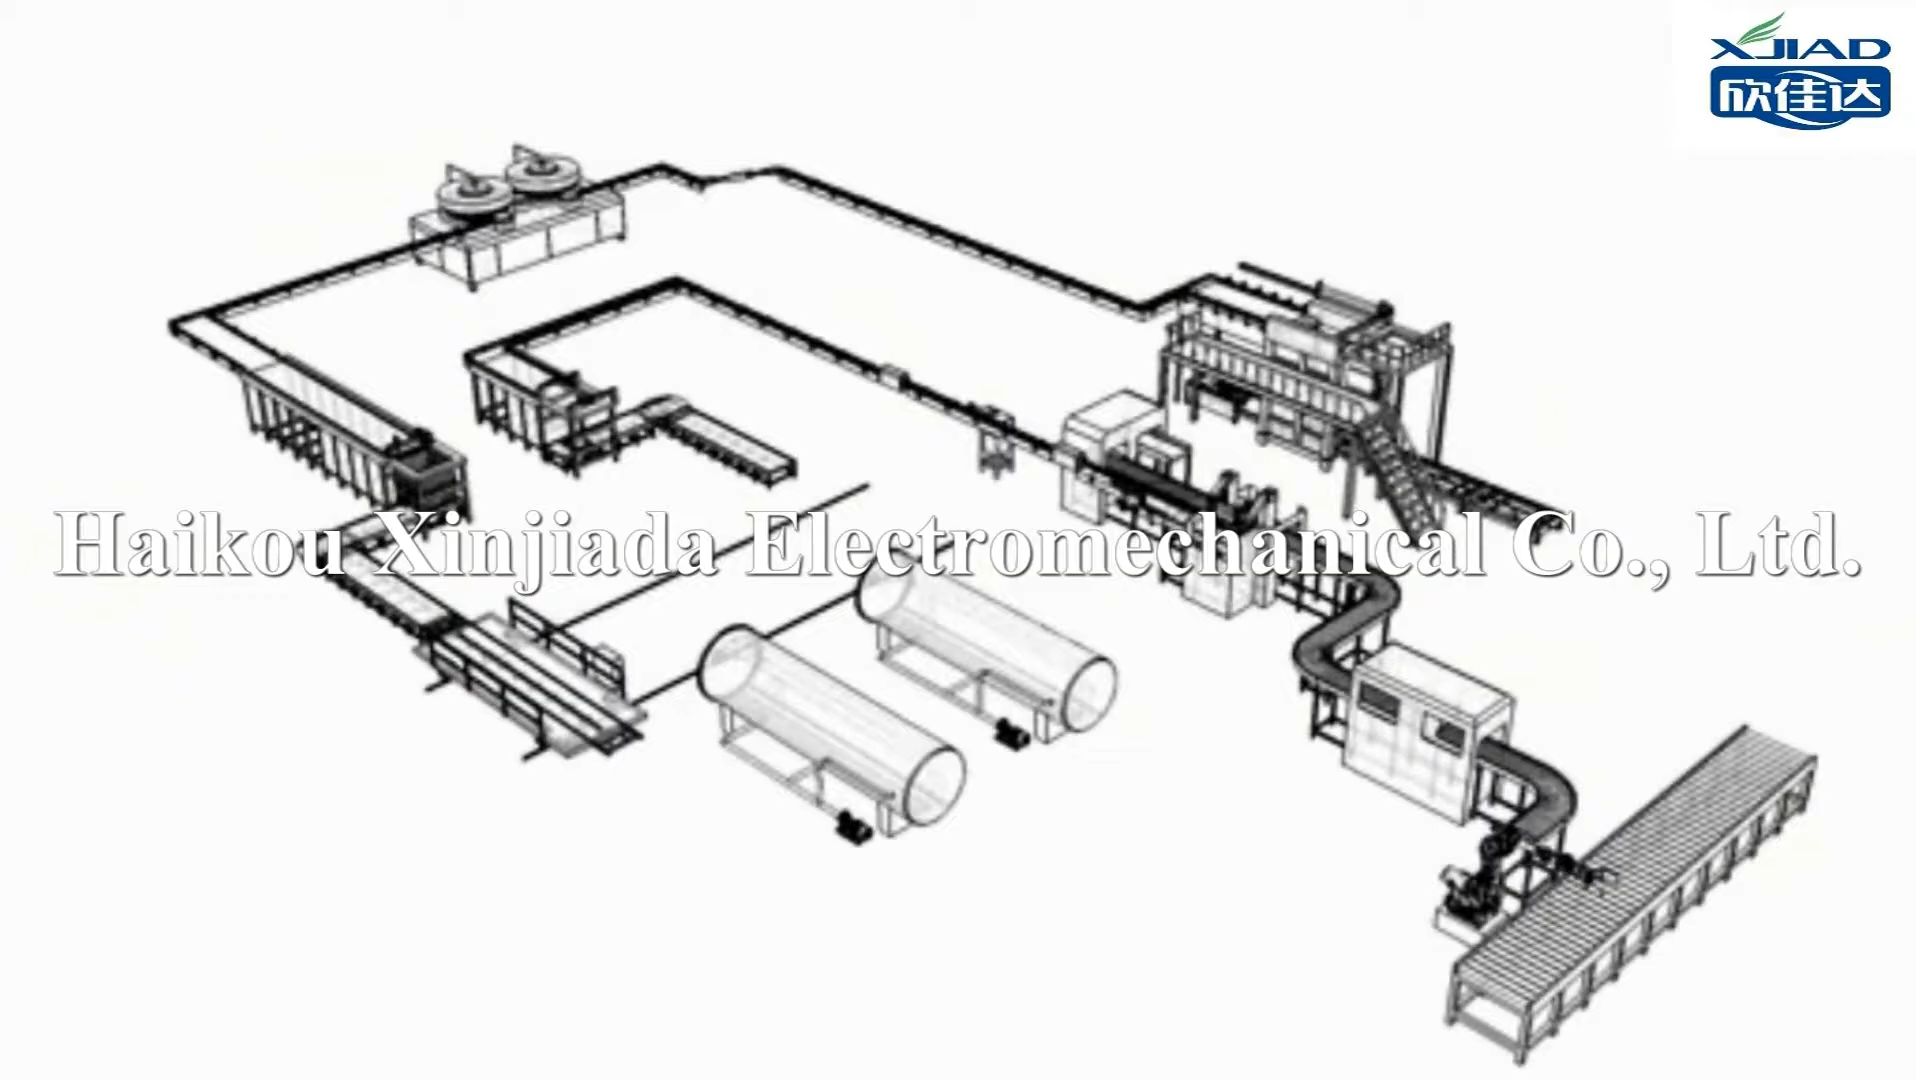 XJIAD
欣佳达
Haikou Xinjiada Electromechanical Co., Ltd.